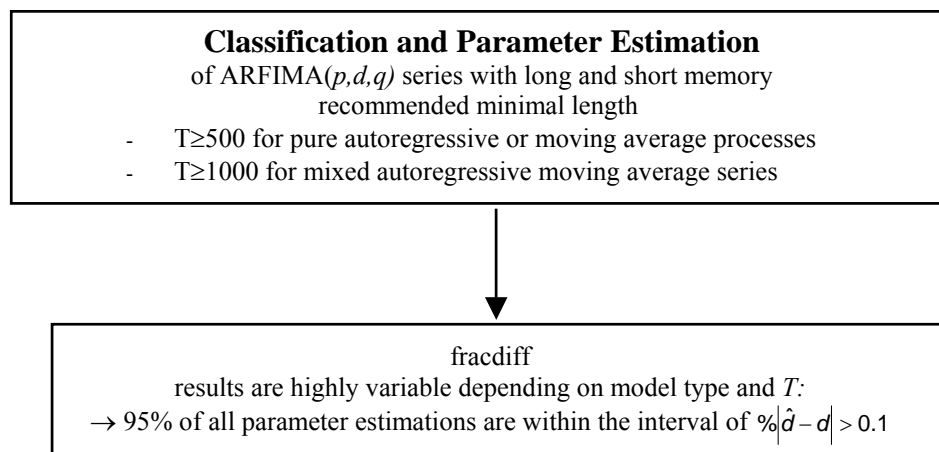 Classification and Parameter Estimation
of ARFIMA(p,d,q) series with long and short memory
recommended minimal length
- T≥500 for pure autoregressive or moving average processes
- T≥1000 for mixed autoregressive moving average series
fracdiff
results are highly variable depending on model type and T:
→ 95% of all parameter estimations are within the interval of %|d̂ − d| > 0.1